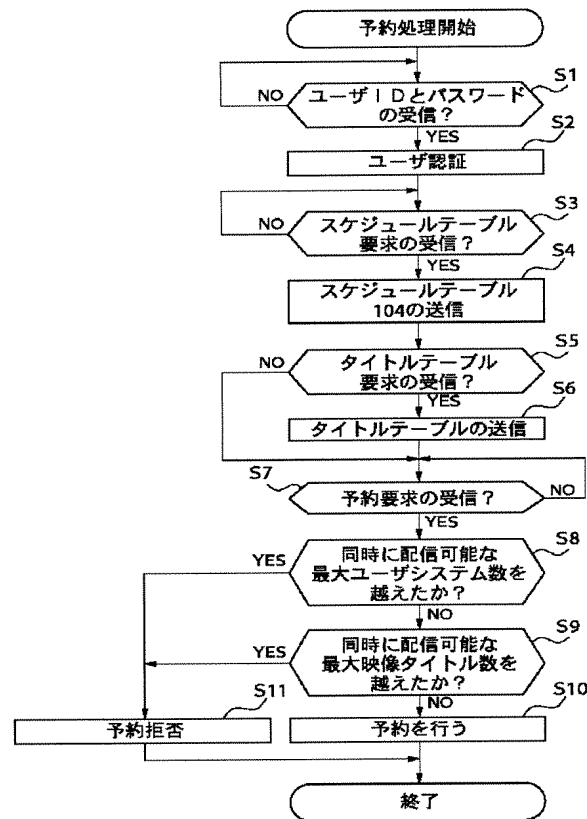 予約処理開始
S1
ユーザIDとパスワード
の受信?
NO
YES
S2
ユーザ認証
S3
スケジュールテーブル
要求の受信?
NO
YES
S4
スケジュールテーブル
104の送信
S5
タイトルテーブル
要求の受信?
NO
YES
S6
タイトルテーブルの送信
S7
予約要求の受信?
NO
YES
S8
同時に配信可能な
最大ユーザシステム数を
越えたか?
YES
NO
S9
同時に配信可能な
最大映像タイトル数を
越えたか?
YES
NO
S11
予約拒否
S10
予約を行う
終了